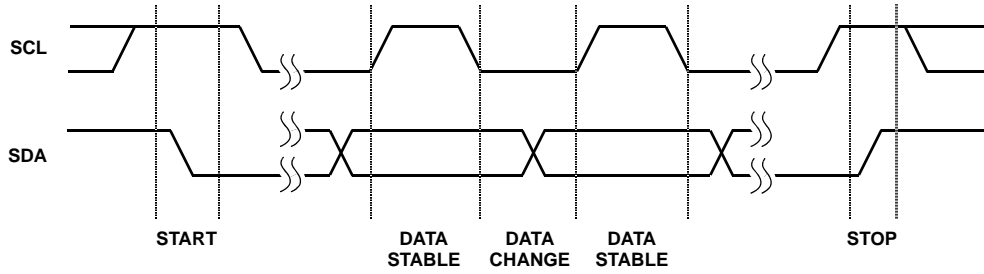 SCL
SDA
START
DATA
STABLE
DATA
CHANGE
DATA
STABLE
STOP